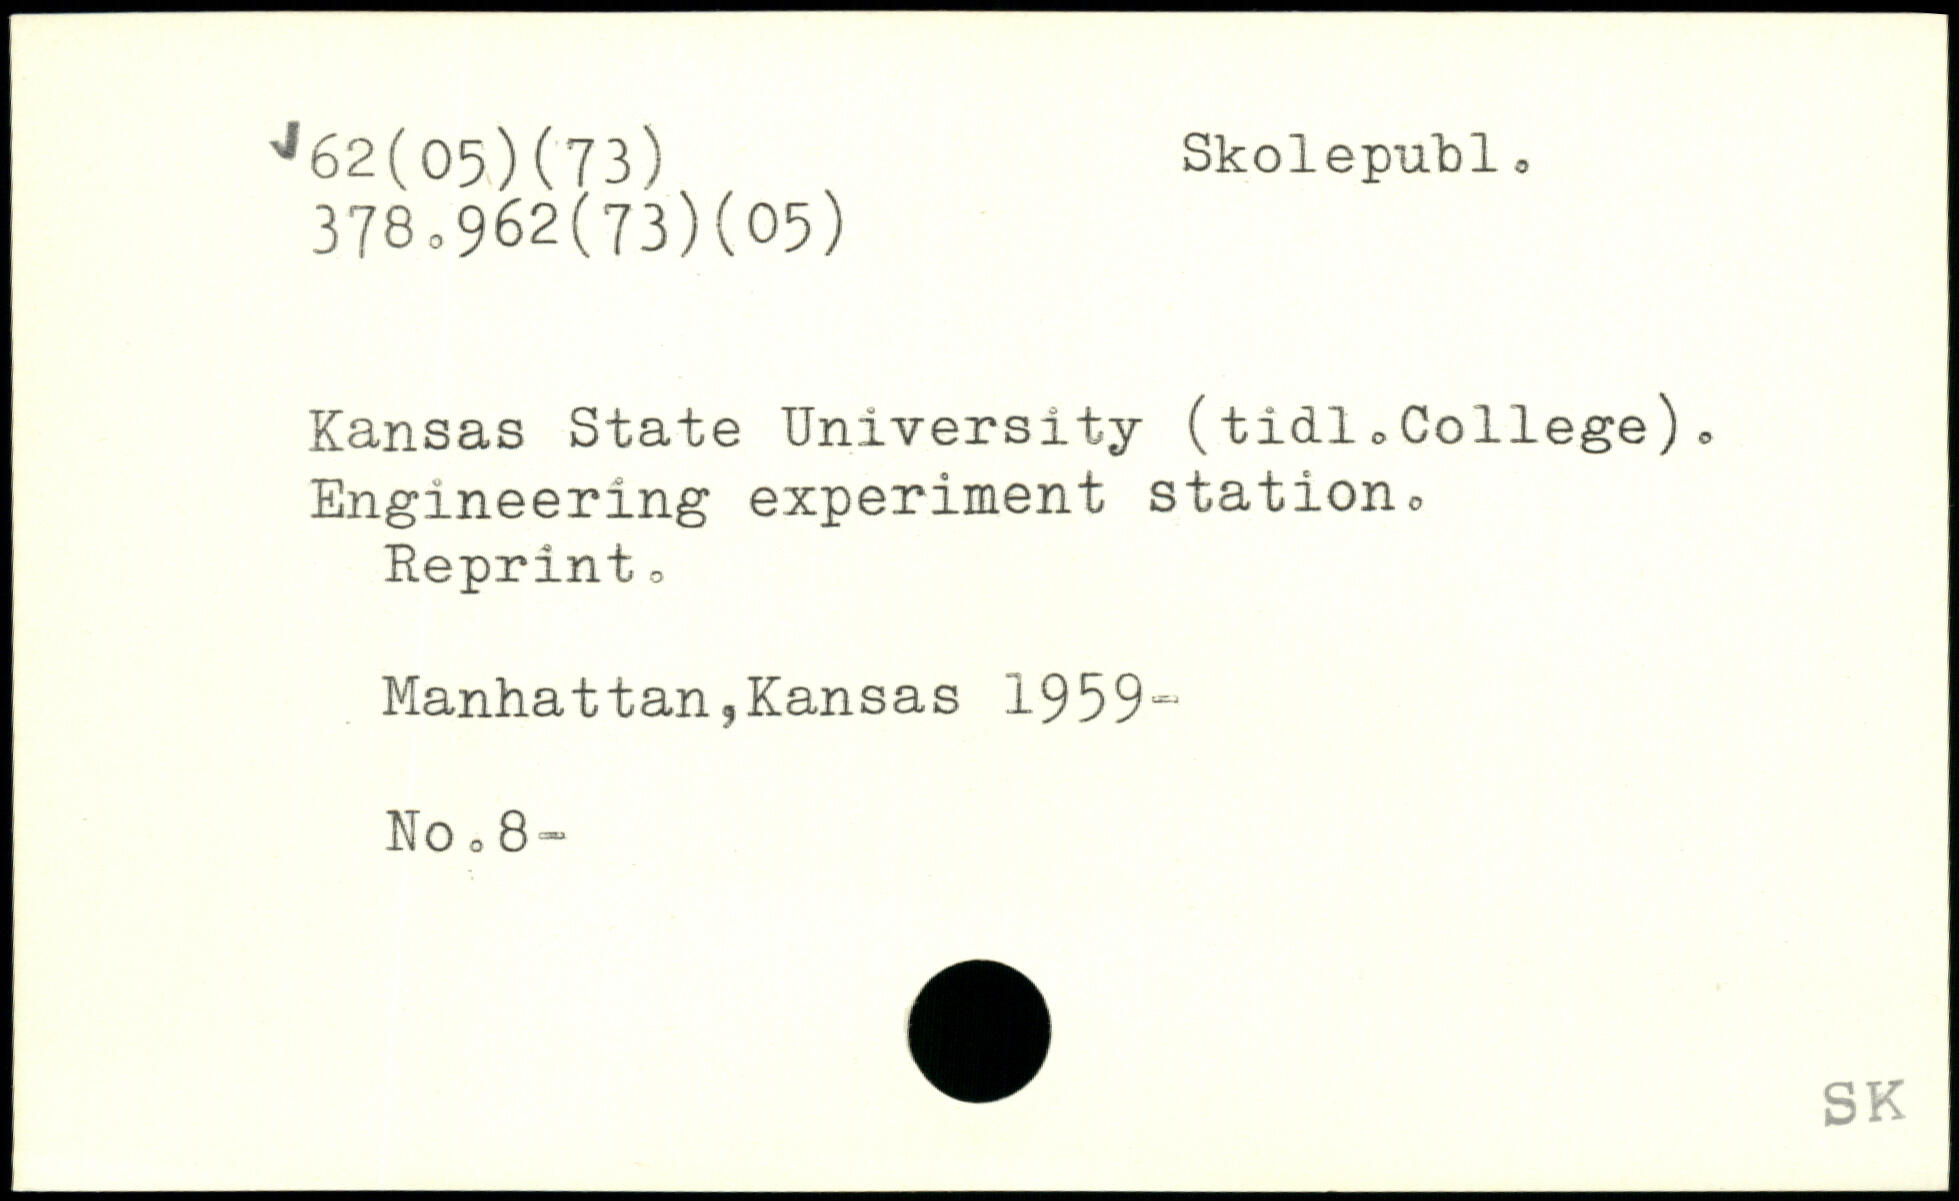 62(05)(73)
Skolepubl.
378.962(73)(05)
Kansas State University (tidl.College).
Engineering experiment station.
Reprint.
Manhattan,Kansas 1959-
No.8-
SK